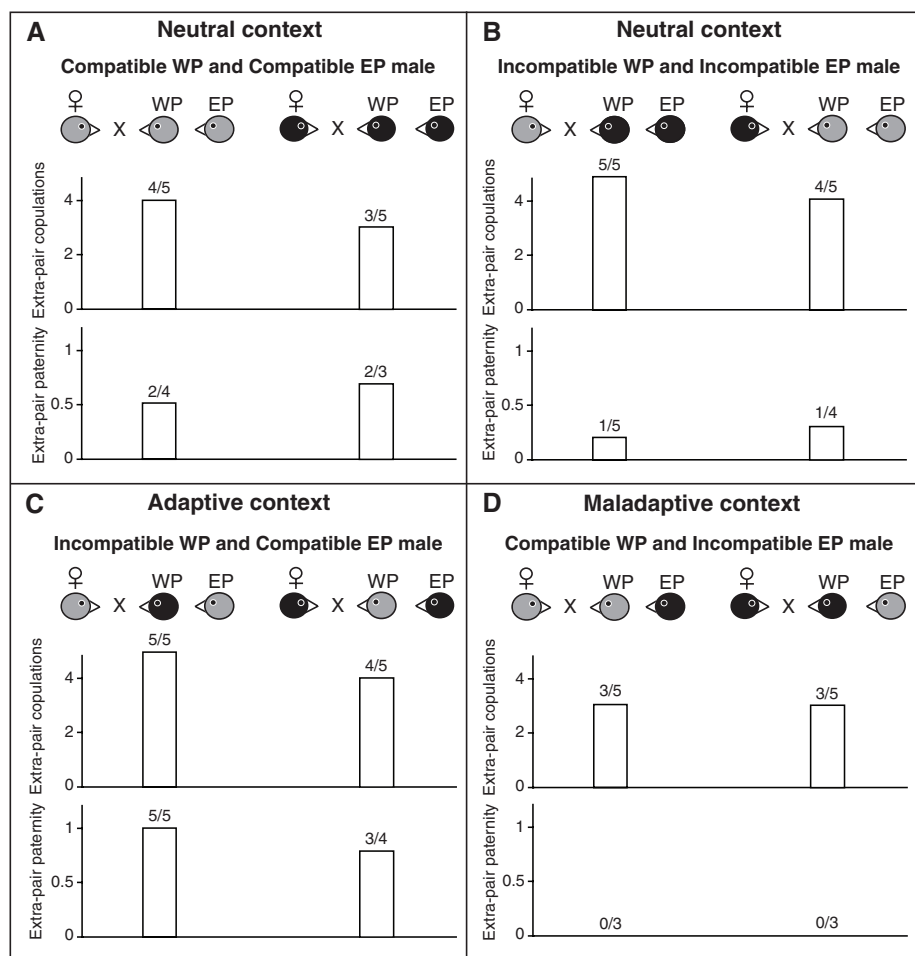 A Neutral context
Compatible WP and Compatible EP male
♀ WP EP ♀ WP EP
X X
Extra-pair copulations
4
2
0
4/5
3/5
Extra-pair paternity
1
0.5
0
2/4
2/3
B Neutral context
Incompatible WP and Incompatible EP male
♀ WP EP ♀ WP EP
X X
Extra-pair copulations
4
2
0
5/5
4/5
Extra-pair paternity
1
0.5
0
1/5
1/4
C Adaptive context
Incompatible WP and Compatible EP male
♀ WP EP ♀ WP EP
X X
Extra-pair copulations
4
2
0
5/5
4/5
Extra-pair paternity
1
0.5
0
5/5
3/4
D Maladaptive context
Compatible WP and Incompatible EP male
♀ WP EP ♀ WP EP
X X
Extra-pair copulations
4
2
0
3/5
3/5
Extra-pair paternity
1
0.5
0
0/3
0/3